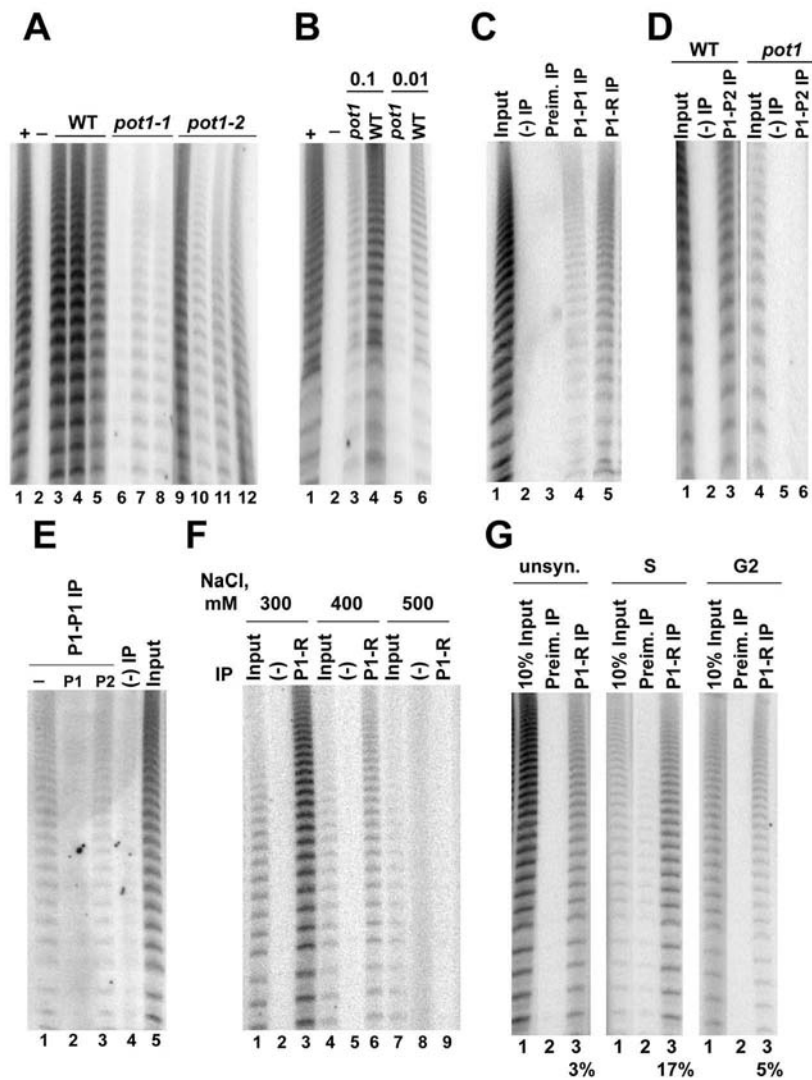 A
WT pot1-1 pot1-2
+ –
1 2 3 4 5 6 7 8 9 10 11 12
B
0.1 0.01
+ – pot1 WT pot1 WT
1 2 3 4 5 6
C
Input (-) IP Preim. IP P1-P1 IP P1-R IP
1 2 3 4 5
D
WT pot1
Input (-) IP P1-P2 IP Input (-) IP P1-P2 IP
1 2 3 4 5 6
E
P1-P1 IP
– P1 P2 (-) IP Input
1 2 3 4 5
F
NaCl,
mM 300 400 500
IP Input (-) P1-R Input (-) P1-R Input (-) P1-R
1 2 3 4 5 6 7 8 9
G
unsyn. S G2
10% Input Preim. IP P1-R IP 10% Input Preim. IP P1-R IP 10% Input Preim. IP P1-R IP
1 2 3 1 2 3 1 2 3
3% 17% 5%